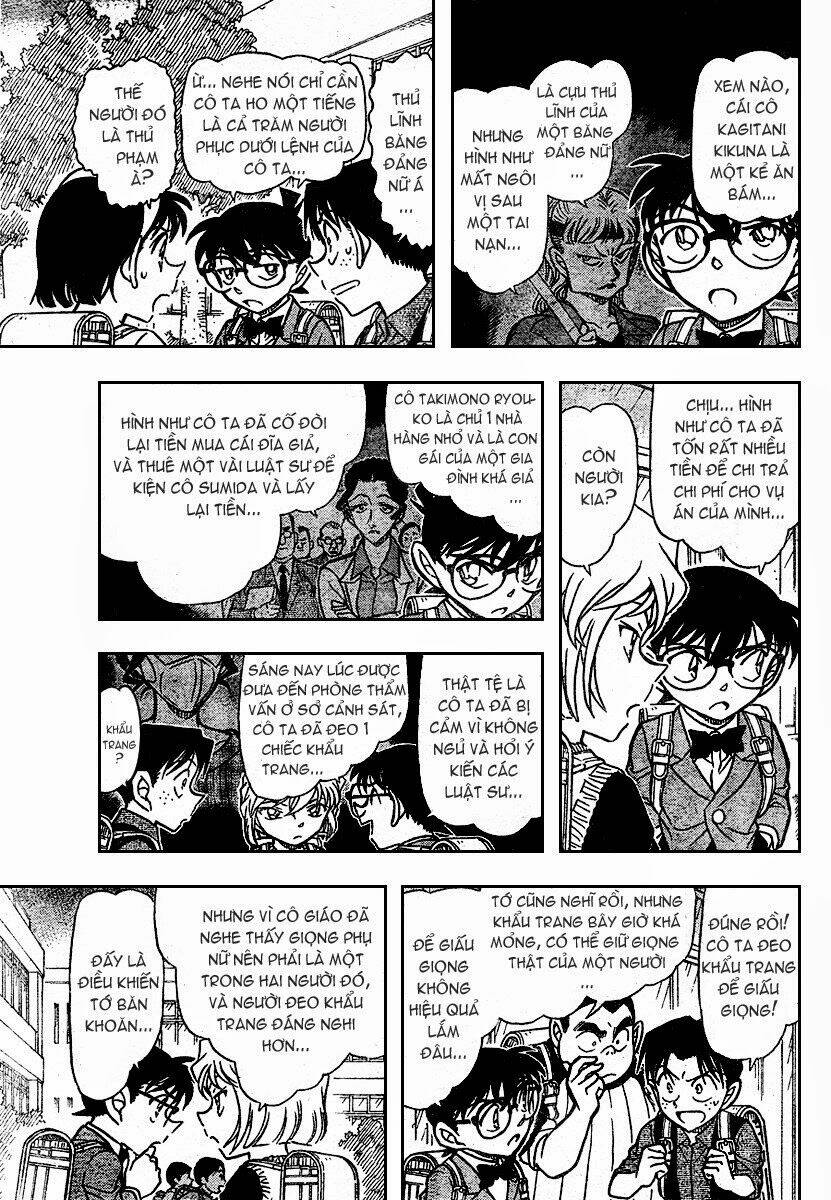 XEM NÀO,
CÁI CÔ
KAGITANI
KIKUNA LÀ
MỘT KẺ ĂN
BÁM...
LÀ CỰU THỦ
LĨNH CỦA
MỘT BĂNG
ĐẢNG NỮ ...
NHƯNG
HÌNH NHƯ
MẤT NGÔI
VỊ SAU
MỘT TAI
NẠN...
THỦ
LĨNH
BĂNG
ĐẢNG
NỮ Á
...
Ừ... NGHE NÓI CHỈ CẦN
CÔ TA HO MỘT TIẾNG
LÀ CẢ TRĂM NGƯỜI
PHỤC DƯỚI LỆNH CỦA
CÔ TA...
THẾ
NGƯỜI ĐÓ
LÀ THỦ
PHẠM
À?
CHỊU... HÌNH
NHƯ CÔ TA ĐÃ
TỐN RẤT NHIỀU
TIỀN ĐỂ CHI TRẢ
CHI PHÍ CHO VỤ
ÁN CỦA MÌNH...
CÒN
NGƯỜI
KIA?
CÔ TAKIMONO RYOU-
KO LÀ CHỦ 1 NHÀ
HÀNG NHỎ VÀ LÀ CON
GÁI CỦA MỘT GIA
ĐÌNH KHÁ GIẢ
...
HÌNH NHƯ CÔ TA ĐÃ CỐ ĐÒI
LẠI TIỀN MUA CÁI ĐĨA GIẢ,
VÀ THUÊ MỘT VÀI LUẬT SƯ ĐỂ
KIỆN CÔ SUMIDA VÀ LẤY
LẠI TIỀN...
THẬT TỆ LÀ
CÔ TA ĐÃ BỊ
CẢM VÌ KHÔNG
NGỦ VÀ HỎI Ý
KIẾN CÁC
LUẬT SƯ...
SÁNG NAY LÚC ĐƯỢC
ĐƯA ĐẾN PHÒNG THẨM
VẤN Ở SỞ CẢNH SÁT,
CÔ TA ĐÃ ĐEO 1
CHIẾC KHẨU
TRANG...
KHẨU
TRANG
?
ĐÚNG RỒI!
CÔ TA ĐEO
KHẨU TRANG
ĐỂ GIẤU
GIỌNG!
TỚ CŨNG NGHĨ RỒI, NHƯNG
KHẨU TRANG BÂY GIỜ KHÁ
MỎNG, CÓ THỂ GIỮ GIỌNG
THẬT CỦA MỘT NGƯỜI
...
ĐỂ GIẤU
GIỌNG
KHÔNG
HIỆU QUẢ
LẮM
ĐÂU...
NHƯNG VÌ CÔ GIÁO ĐÃ
NGHE THẤY GIỌNG PHỤ
NỮ NÊN PHẢI LÀ MỘT
TRONG HAI NGƯỜI ĐÓ,
VÀ NGƯỜI ĐEO KHẨU
TRANG ĐÁNG NGHI
HƠN...
ĐẤY LÀ
ĐIỀU KHIẾN
TỚ BĂN
KHOĂN...